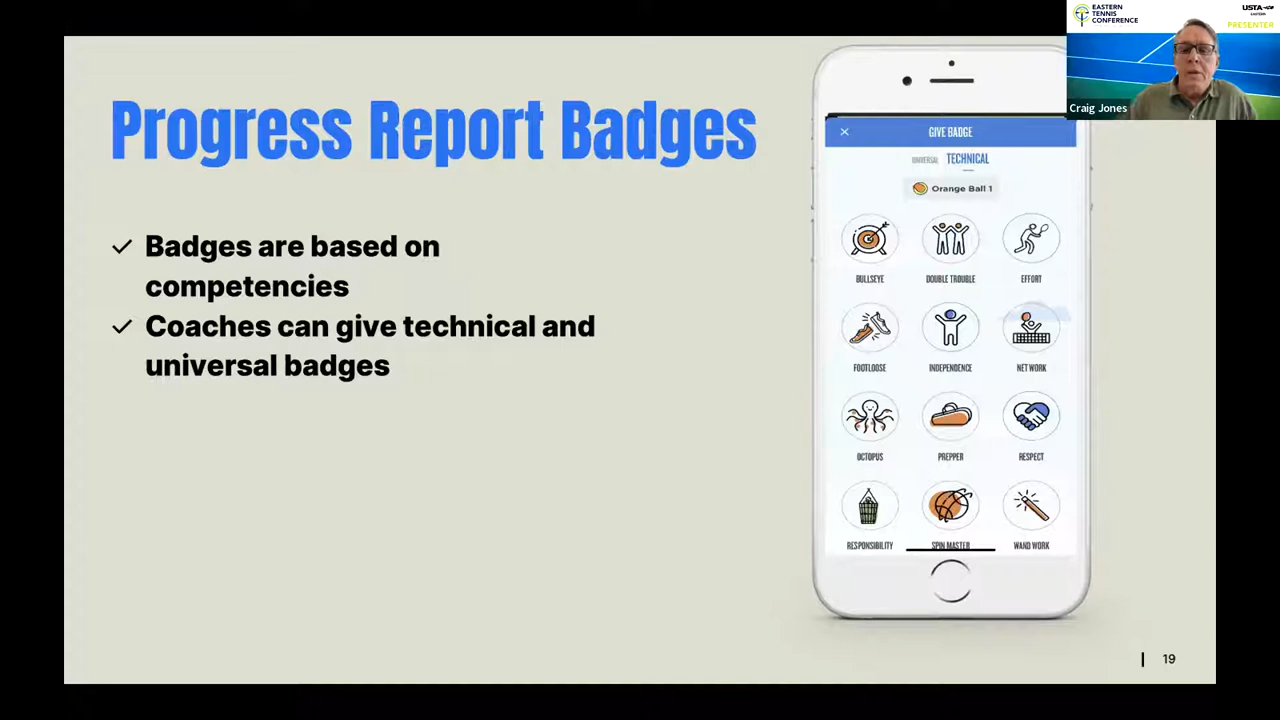 EASTERN
TENNIS
CONFERENCE
USTA
PRESENTER
Craig Jones
Progress Report Badges
Badges are based on
competencies
Coaches can give technical and
universal badges
GIVE BADGE
UNIVERSAL TECHNICAL
Orange Ball 1
BULLSEYE DOUBLE TROUBLE EFFORT
FOOTLOOSE INDEPENDENCE NET WORK
OCTOPUS PREPPER RESPECT
RESPONSIBILITY SPIN MASTER WAND WORK
19